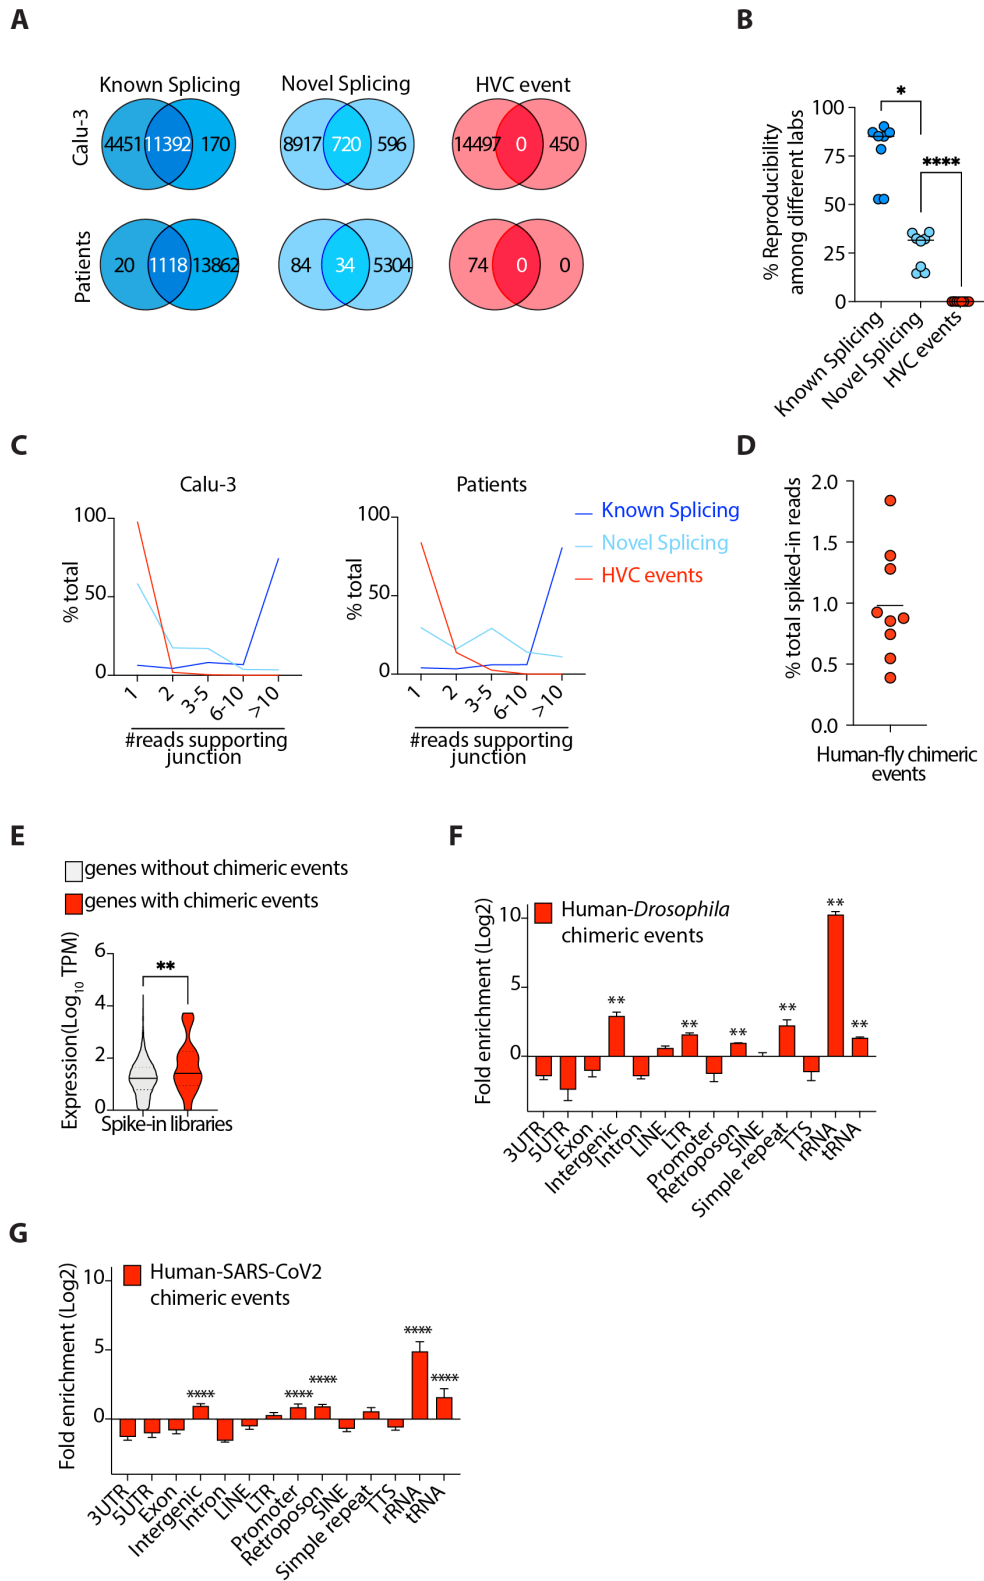 A
Known Splicing
Novel Splicing
HVC event
Calu-3
4451 11392 170
8917 720 596
14497 0 450
Patients
20 1118 13862
84 34 5304
74 0 0
B
% Reproducibility
among different labs
100
75
50
25
0
*
****
Known Splicing
Novel Splicing
HVC events
C
Calu-3
Patients
% total
100
50
0
1
2
3-5
6-10
>10
#reads supporting
junction
% total
100
50
0
1
2
3-5
6-10
>10
#reads supporting
junction
Known Splicing
Novel Splicing
HVC events
D
% total spiked-in reads
2.0
1.5
1.0
0.5
0.0
Human-fly chimeric
events
E
genes without chimeric events
genes with chimeric events
Expression(Log10 TPM)
6
4
2
0
**
Spike-in libraries
F
Human-Drosophila
chimeric events
Fold enrichment (Log2)
10
5
0
**
**
**
**
**
**
3UTR
5UTR
Exon
Intergenic
Intron
LINE
LTR
Promoter
Retroposon
SINE
Simple repeat
TTS
rRNA
tRNA
G
Human-SARS-CoV2
chimeric events
Fold enrichment (Log2)
10
5
0
****
****
****
****
****
3UTR
5UTR
Exon
Intergenic
Intron
LINE
LTR
Promoter
Retroposon
SINE
Simple repeat
TTS
rRNA
tRNA